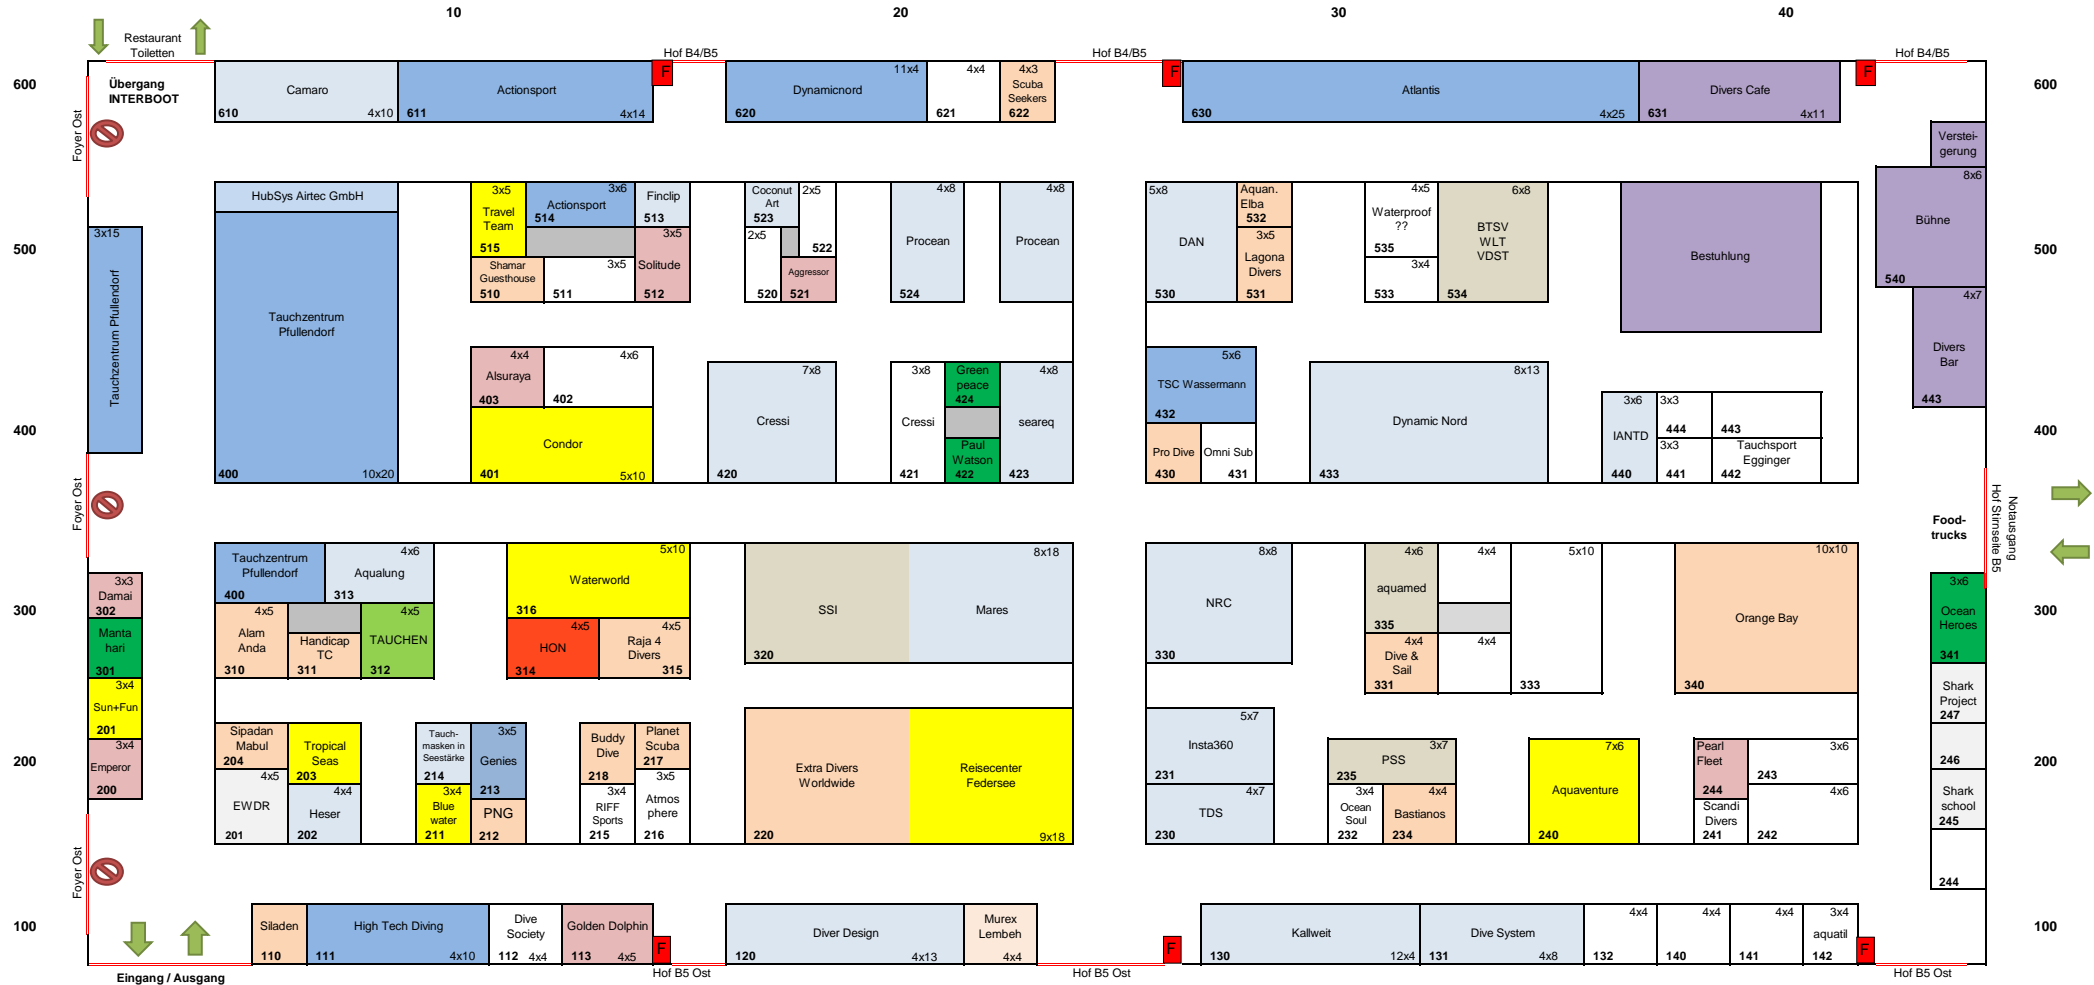 10
20
30
40
Restaurant
Toiletten
Hof B4/B5
Hof B4/B5
Hof B4/B5
600
Übergang
INTERBOOT
Camaro
610
4x10
Actionsport
611
4x14
F
11x4
Dynamicnord
620
4x4
621
4x3
Scuba
Seekers
622
F
Atlantis
630
4x25
Divers Cafe
631
4x11
F
600
Foyer Ost
Verstei-
gerung
8x6
Bühne
540
500
3x15
Tauchzentrum Pfullendorf
HubSys Airtec GmbH
Tauchzentrum
Pfullendorf
400
10x20
3x5
Travel
Team
515
3x6
Actionsport
514
Finclip
513
Shamar
Guesthouse
510
3x5
511
3x5
Solitude
512
Coconut
Art
523
2x5
522
2x5
520
Aggressor
521
4x8
Procean
524
4x8
Procean
5x8
DAN
530
Aquan.
Elba
532
3x5
Lagona
Divers
531
4x5
Waterproof
??
535
3x4
533
6x8
BTSV
WLT
VDST
534
Bestuhlung
500
4x7
Divers
Bar
443
400
4x4
Alsuraya
403
4x6
402
Condor
401
5x10
7x8
Cressi
420
3x8
Cressi
421
Green
peace
424
Paul
Watson
422
4x8
seareq
423
5x6
TSC Wassermann
432
Pro Dive
430
Omni Sub
431
8x13
Dynamic Nord
433
3x6
IANTD
440
3x3
444
443
3x3
441
Tauchsport
Egginger
442
400
Foyer Ost
Food-
trucks
Notausgang
Hof Stirnseite B5
300
3x3
Damai
302
Manta
hari
301
Tauchzentrum
Pfullendorf
400
4x6
Aqualung
313
4x5
Alam
Anda
310
Handicap
TC
311
4x5
TAUCHEN
312
5x10
Waterworld
316
4x5
HON
314
4x5
Raja 4
Divers
315
SSI
320
8x18
Mares
8x8
NRC
330
4x6
aquamed
335
4x4
4x4
Dive &
Sail
331
4x4
5x10
333
10x10
Orange Bay
340
3x6
Ocean
Heroes
341
300
3x4
Sun+Fun
201
3x4
Emperor
200
200
Sipadan
Mabul
204
Tropical
Seas
203
4x5
EWDR
201
4x4
Heser
202
Tauch-
masken in
Seestärke
214
3x5
Genies
213
3x4
Blue
water
211
PNG
212
Buddy
Dive
218
Planet
Scuba
217
3x4
RIFF
Sports
215
3x5
Atmos
phere
216
Extra Divers
Worldwide
220
Reisecenter
Federsee
9x18
5x7
Insta360
231
4x7
TDS
230
3x7
PSS
235
3x4
Ocean
Soul
232
4x4
Bastianos
234
7x6
Aquaventure
240
Pearl
Fleet
244
3x6
243
Scandi
Divers
241
4x6
242
Shark
Project
247
246
Shark
school
245
244
200
Foyer Ost
100
Siladen
110
High Tech Diving
111
4x10
Dive
Society
112
4x4
Golden Dolphin
113
4x5
F
Diver Design
120
4x13
Murex
Lembeh
4x4
F
Kallweit
130
12x4
Dive System
131
4x8
4x4
132
4x4
140
4x4
141
3x4
aquatil
142
F
100
Eingang / Ausgang
Hof B5 Ost
Hof B5 Ost
Hof B5 Ost